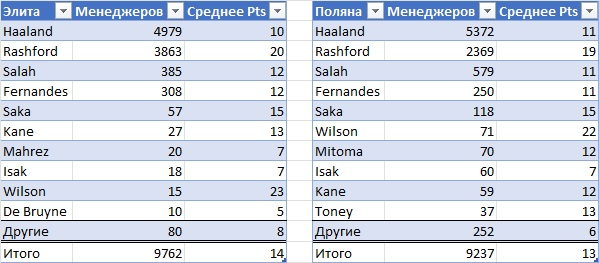 Элита Менеджеров Среднее Pts Поляна Менеджеров Среднее Pts
Haaland 4979 10 Haaland 5372 11
Rashford 3863 20 Rashford 2369 19
Salah 385 12 Salah 579 11
Fernandes 308 12 Fernandes 250 11
Saka 57 15 Saka 118 15
Kane 27 13 Wilson 71 22
Mahrez 20 7 Mitoma 70 12
Isak 18 7 Isak 60 7
Wilson 15 23 Kane 59 12
De Bruyne 10 5 Toney 37 13
Другие 80 8 Другие 252 6
Итого 9762 14 Итого 9237 13